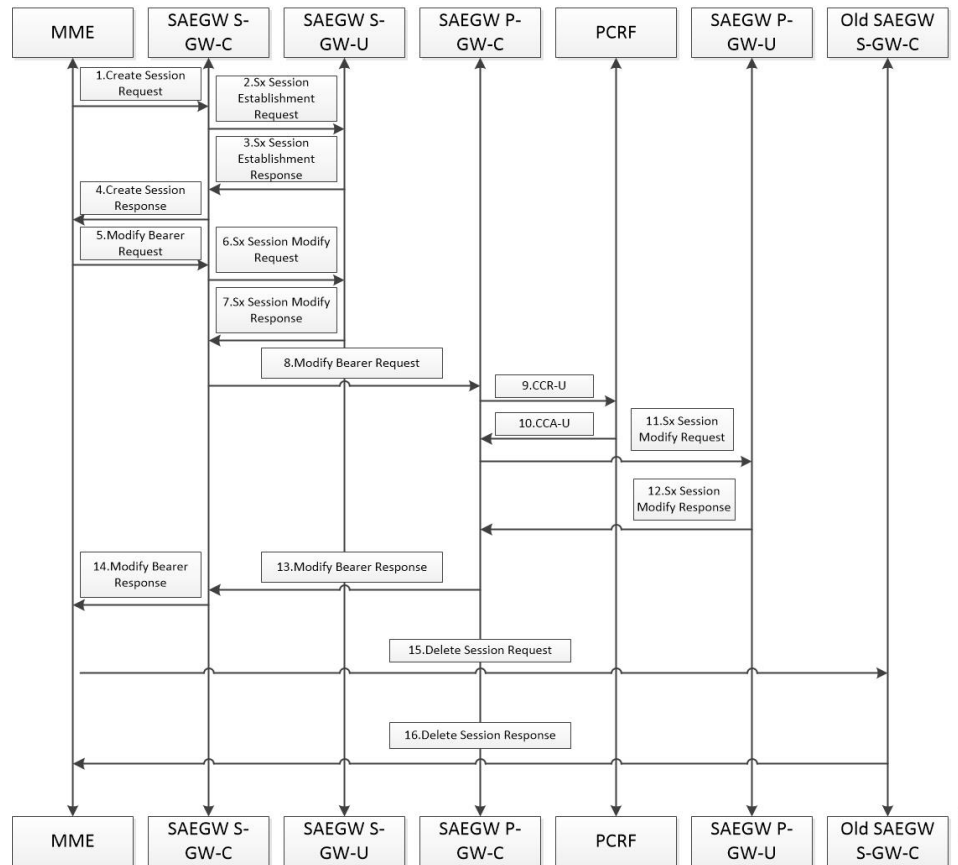 MME
SAEGW S-
GW-C
SAEGW S-
GW-U
SAEGW P-
GW-C
PCRF
SAEGW P-
GW-U
Old SAEGW
S-GW-C
1.Create Session
Request
2.Sx Session
Establishment
Request
3.Sx Session
Establishment
Response
4.Create Session
Response
5.Modify Bearer
Request
6.Sx Session Modify
Request
7.Sx Session Modify
Response
8.Modify Bearer Request
9.CCR-U
10.CCA-U
11.Sx Session
Modify Request
12.Sx Session
Modify Response
13.Modify Bearer Response
14.Modify Bearer
Response
15.Delete Session Request
16.Delete Session Response
MME
SAEGW S-
GW-C
SAEGW S-
GW-U
SAEGW P-
GW-C
PCRF
SAEGW P-
GW-U
Old SAEGW
S-GW-C